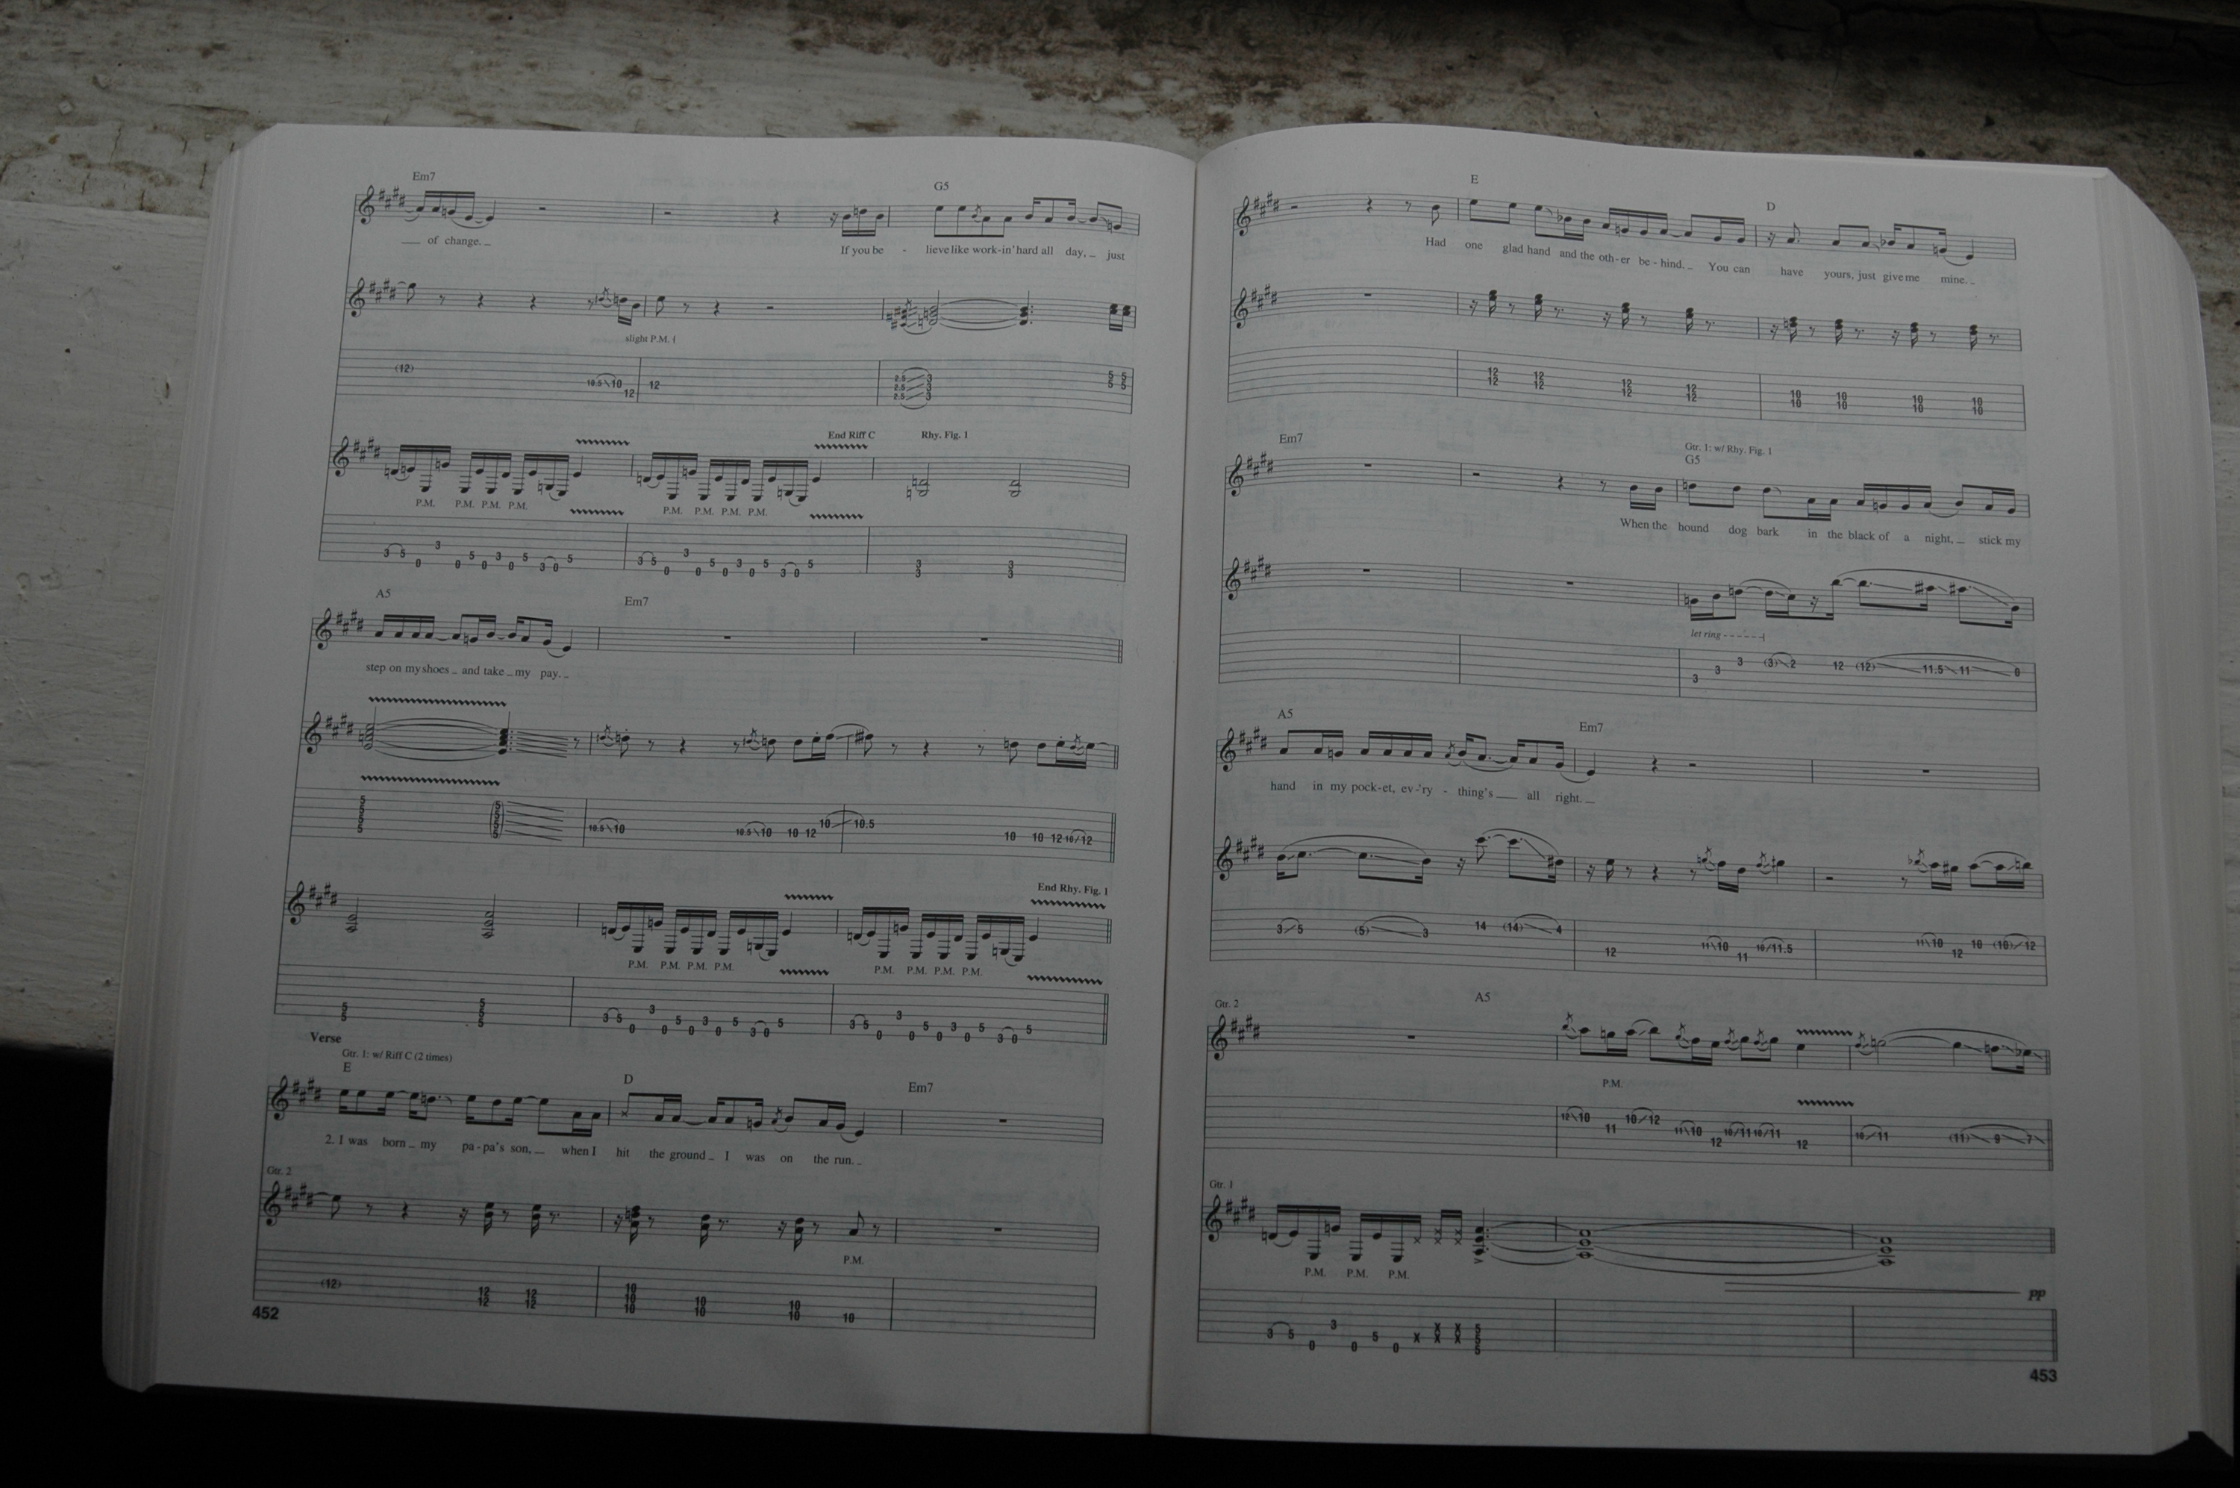 Em7 G5
of change.
If you be - lieve like work-in' hard all day, just
slight P.M.
(12) 10.5 10 12 12 2.5 3 2.5 3 2.5 3 5 5 5 5
End Riff C Rhy. Fig. 1
P.M. P.M. P.M. P.M. P.M. P.M. P.M. P.M.
3 5 0 3 0 5 0 3 0 5 3 0 5 3 5 0 3 0 5 0 3 0 5 3 0 5 3 3 3 3
A5 Em7
step on my shoes and take my pay.
5 5 5 5 5 5 5 5 10.5 10 10.5 10 10 12 10 10.5 10 10 12 10 12
End Rhy. Fig. 1
P.M. P.M. P.M. P.M. P.M. P.M. P.M. P.M.
5 5 5 5 5 3 5 0 3 0 5 0 3 0 5 3 0 5 3 5 0 3 0 5 0 3 0 5 3 0 5
Verse
Gtr. 1: w/ Riff C (2 times)
E D Em7
2. I was born my pa-pa's son, when I hit the ground I was on the run.
Gtr. 2
P.M.
(12) 12 12 12 12 10 10 10 10 10 10 10 10
452
E D
Had one glad hand and the oth-er be-hind. You can have yours, just give me mine.
12 12 12 12 12 12 12 12 10 10 10 10 10 10 10 10
Em7 Gtr. 1: w/ Rhy. Fig. 1
G5
When the hound dog bark in the black of a night, stick my
let ring
3 3 3 (3) 2 12 (12) 11.5 11 9
A5 Em7
hand in my pock-et, ev-'ry - thing's all right.
3 5 (5) 3 14 (14) 4 12 11 10 11 10 11.5 11 10 12 10 (10) 12
Gtr. 2 A5
P.M.
12 10 11 10 12 11 10 12 10 11 10 11 12 10 11 (11) 9 7
Gtr. 1
P.M. P.M. P.M.
pp
3 5 0 3 0 5 0 x x x x x 5 5 5
453